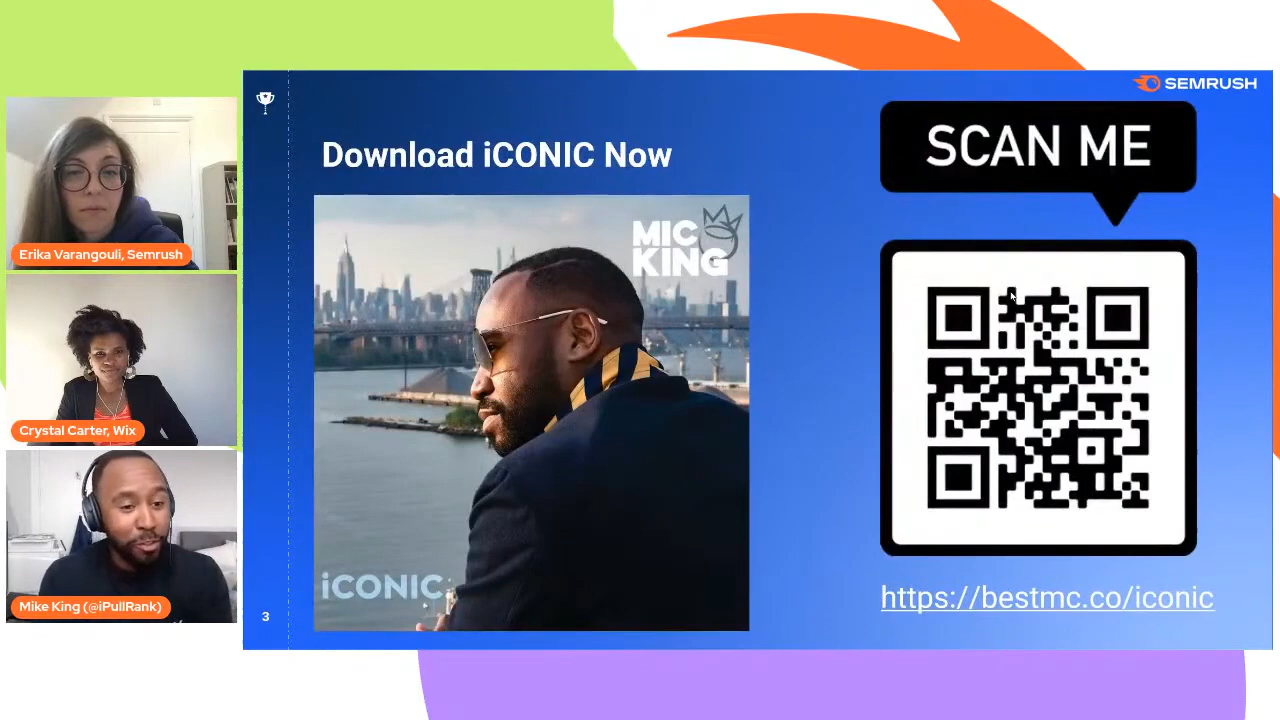 SEMRUSH
SCAN ME
Download iCONIC Now
MIC
KING
iCONIC.
https://bestmc.co/iconic
3
Erika Varangouli, Semrush
Crystal Carter, Wix
Mike King (@iPullRank)